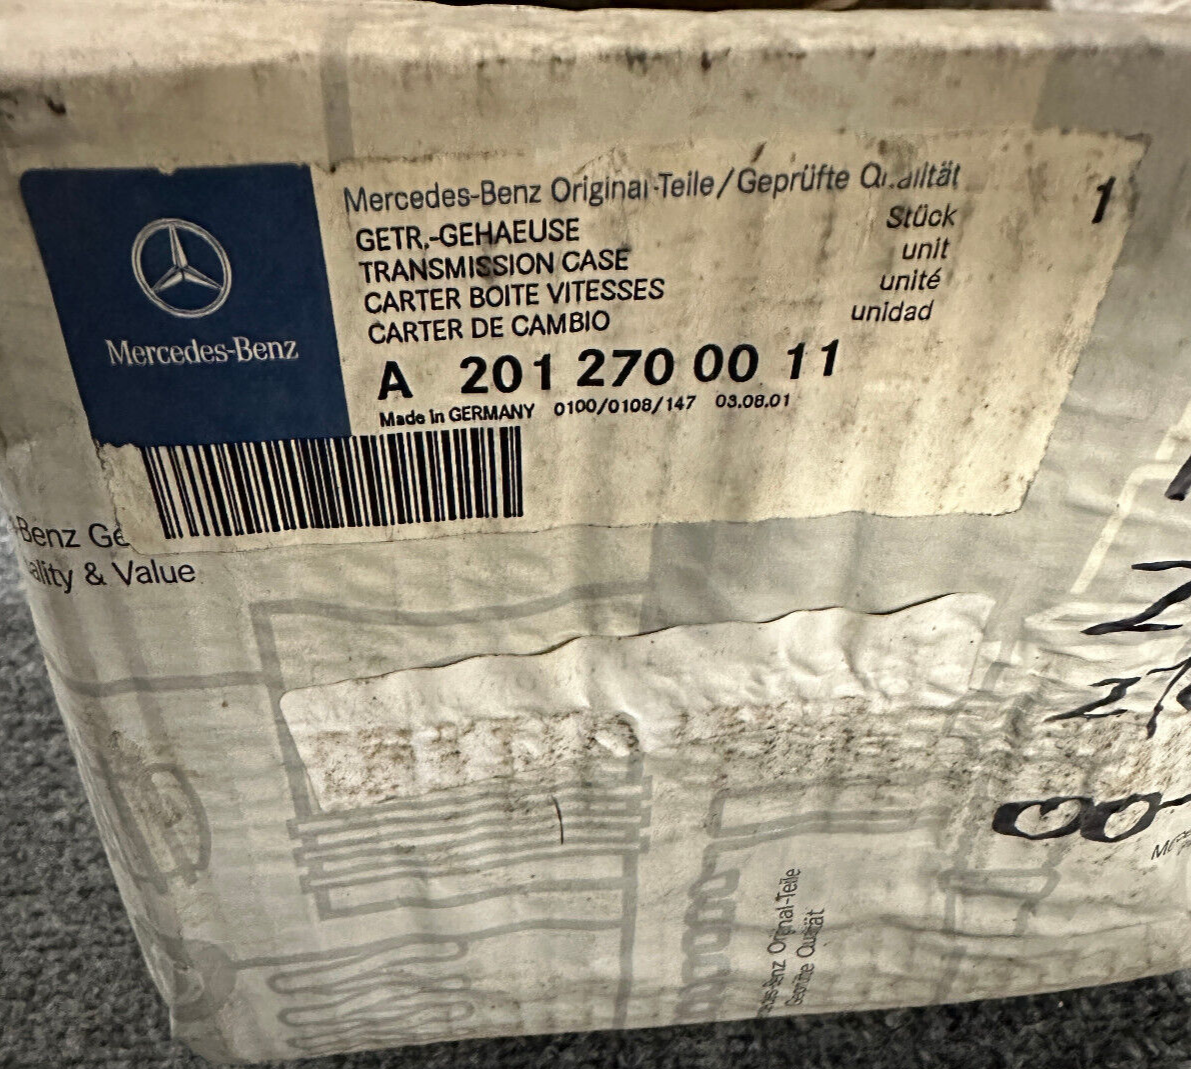 Mercedes-Benz Original-Teile/Geprüfte Qualität
1
GETR.-GEHAEUSE
Stück
TRANSMISSION CASE
unit
CARTER BOITE VITESSES
unité
CARTER DE CAMBIO
unidad
Mercedes-Benz
A 201 270 00 11
Made in GERMANY 0100/0108/147 03.08.01
-Benz Ge
ality & Value
des-Benz Original-Teile
Geprüfte Qualität